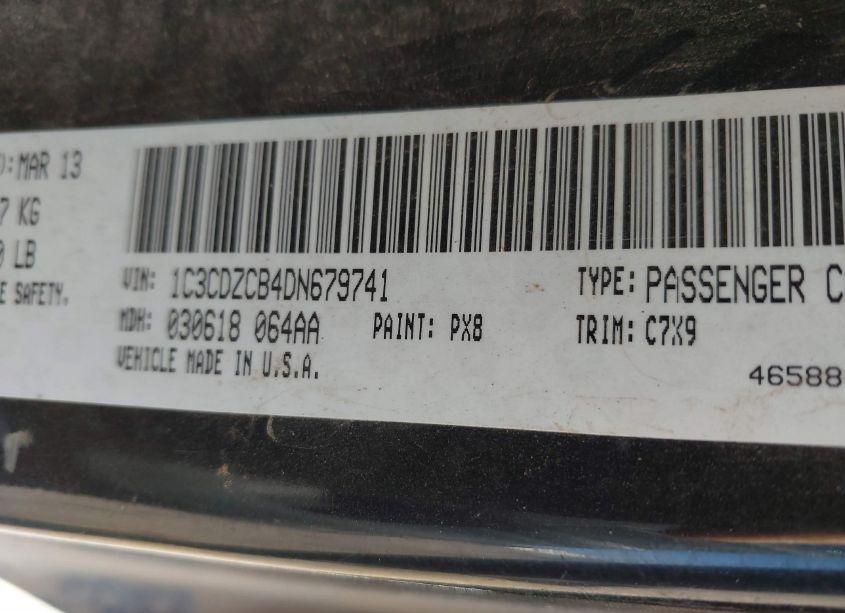 :MAR 13
7 KG
LB
E SAFETY.
VIN: 1C3CDZCB4DN679741
TYPE: PASSENGER C
MDH: 030618 064AA
PAINT: PX8
TRIM: C7X9
VEHICLE MADE IN U.S.A.
46588